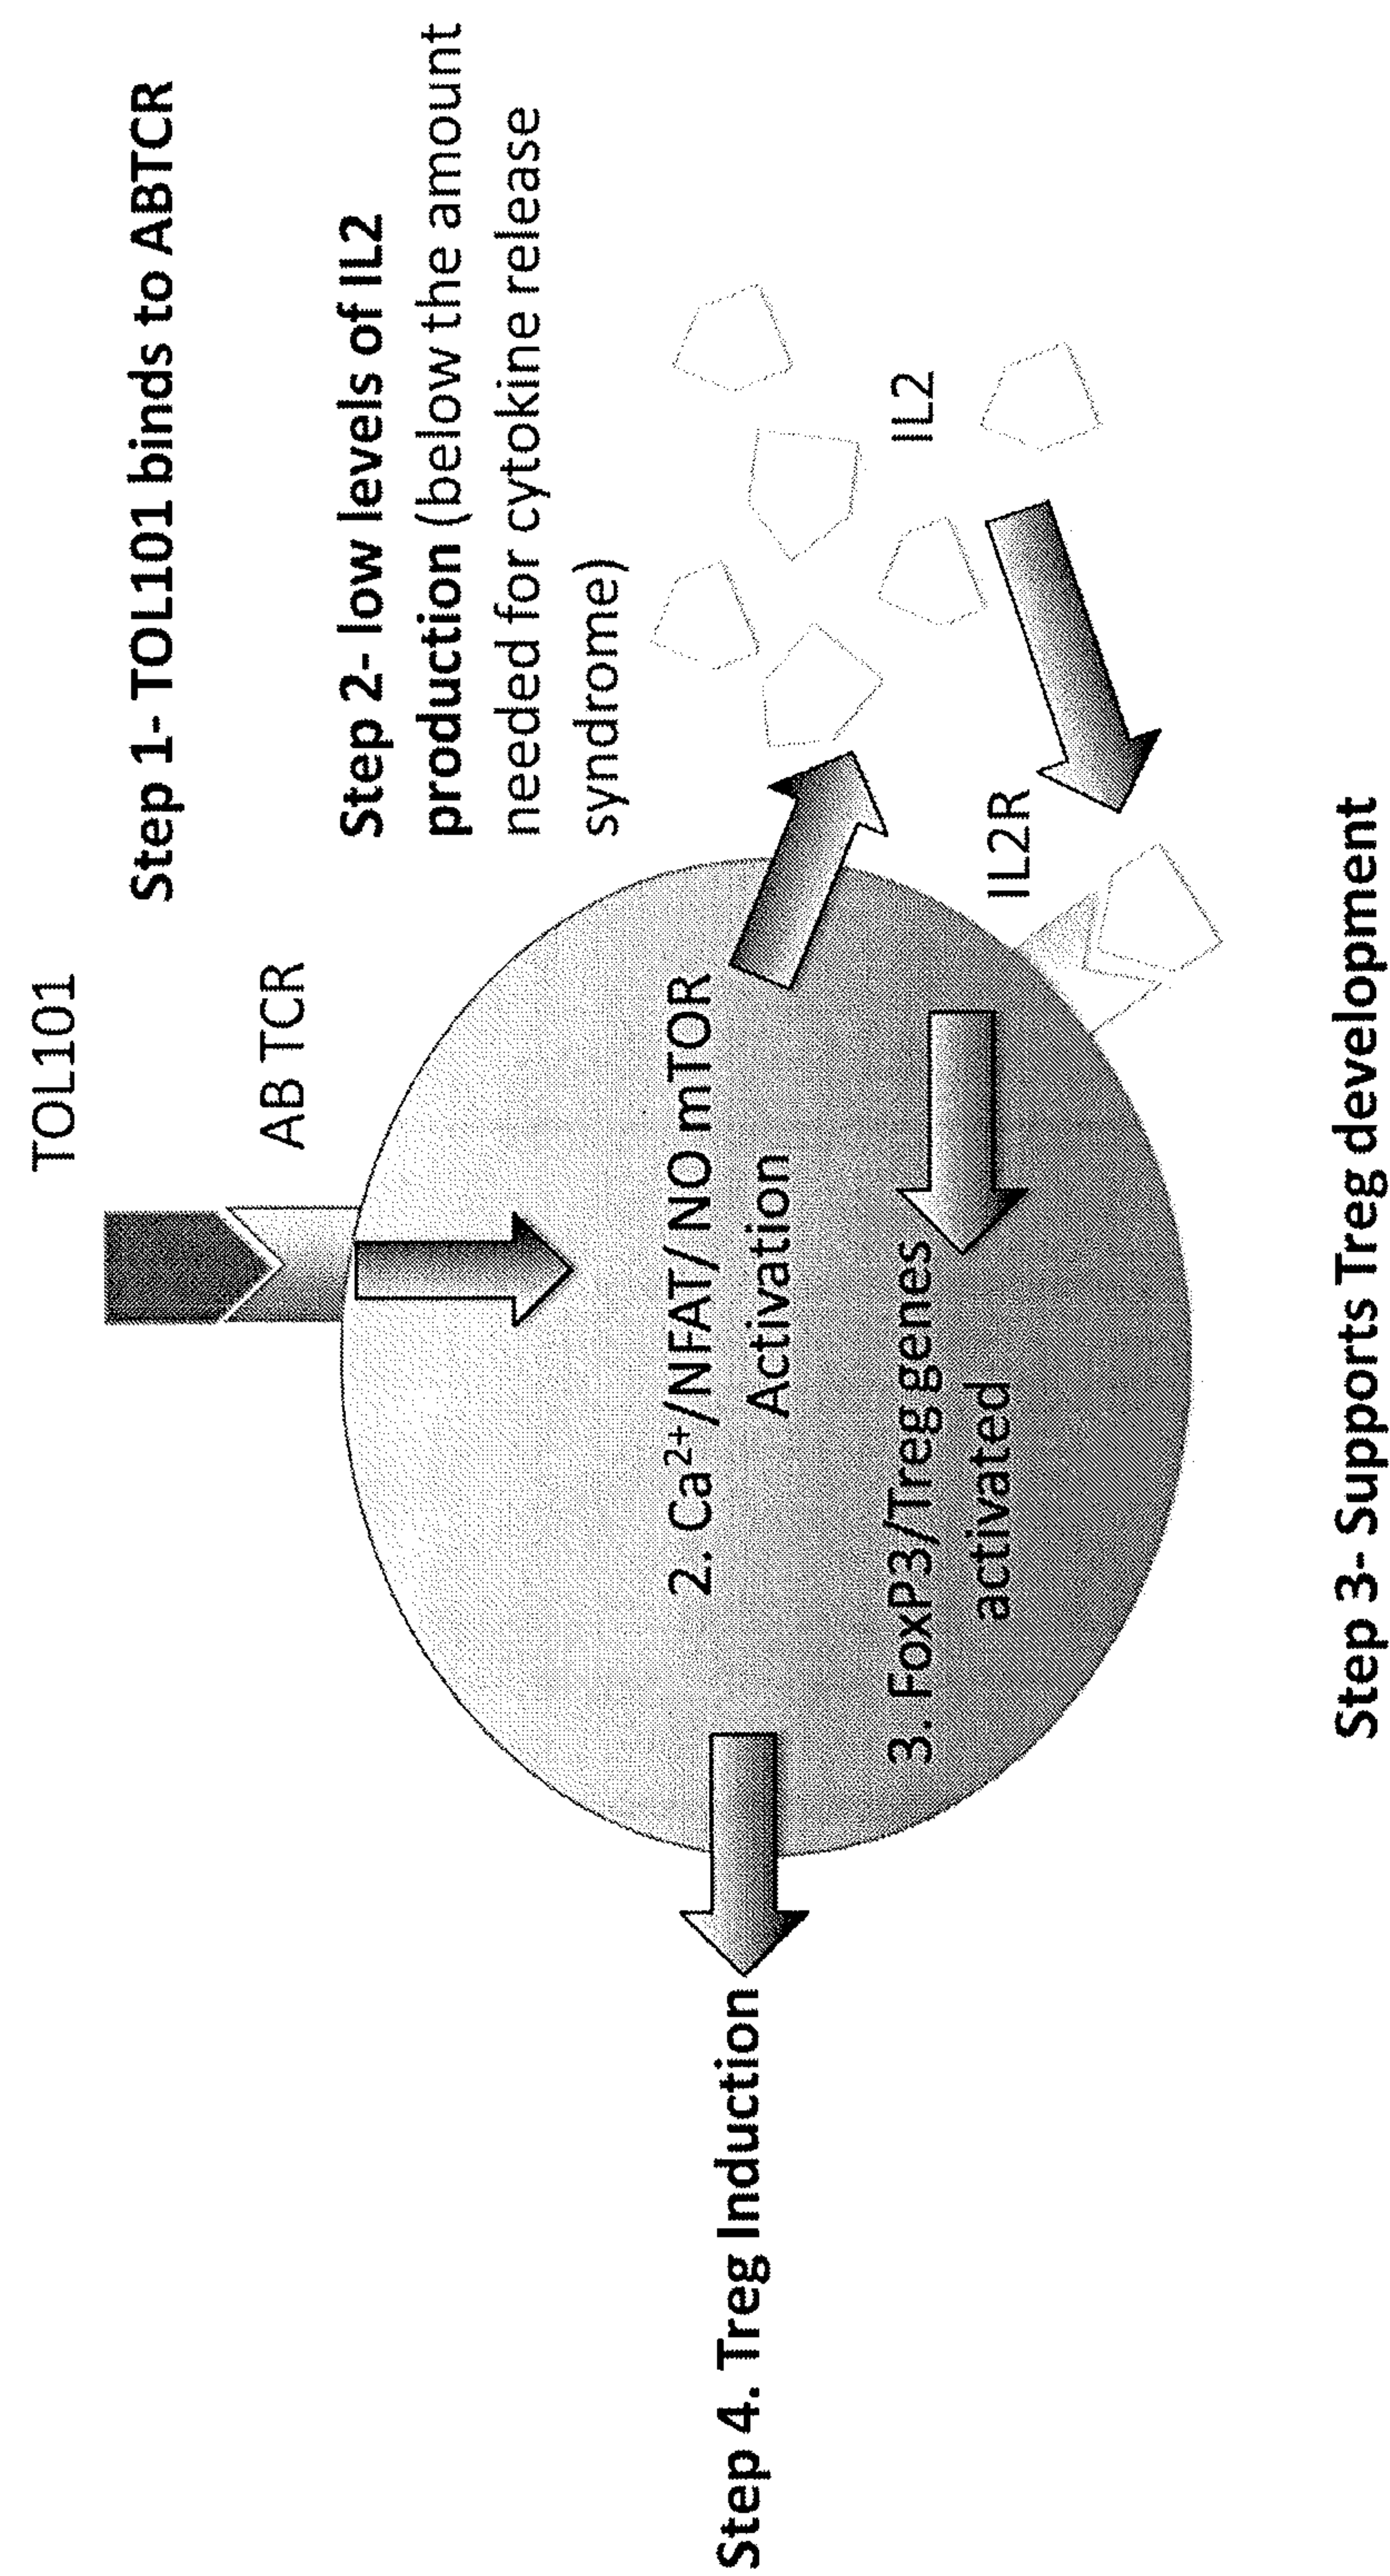 TOL101
AB TCR
Step 1- TOL101 binds to ABTCR
Step 2- low levels of IL2
production (below the amount
needed for cytokine release
syndrome)
2. Ca²⁺/NFAT/NO mTOR
Activation
IL2
IL2R
3. FoxP3/Treg genes
activated
Step 3- Supports Treg development
Step 4. Treg Induction